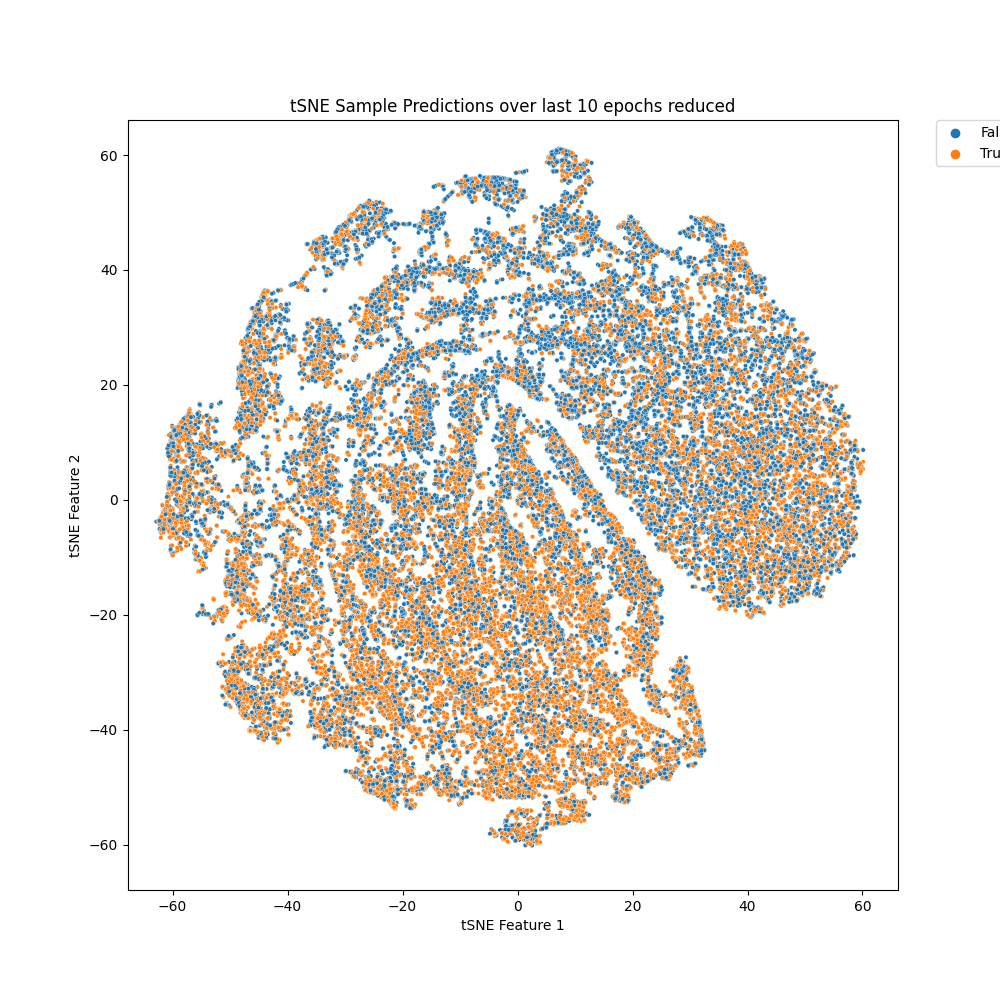 tSNE Sample Predictions over last 10 epochs reduced
Fal
Tru
60
40
20
0
−20
−40
−60
tSNE Feature 2
−60 −40 −20 0 20 40 60
tSNE Feature 1